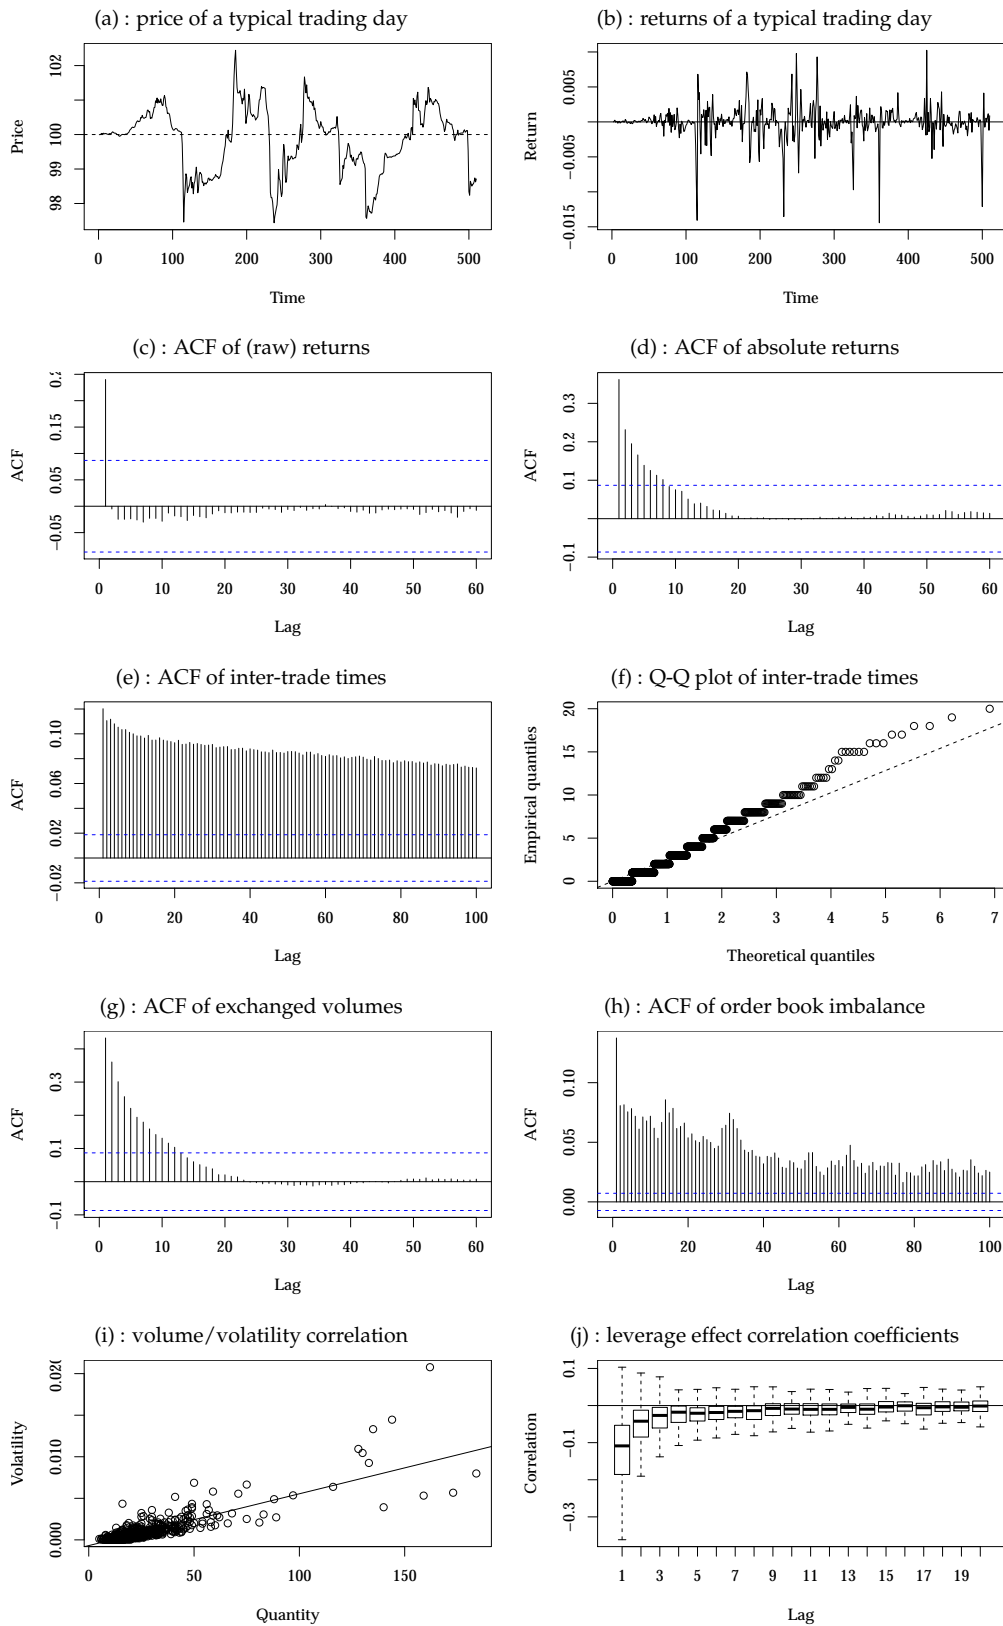 (a) : price of a typical trading day
Price
98 99 100 102
0 100 200 300 400 500
Time
(b) : returns of a typical trading day
Return
−0.015 −0.005 0.005
0 100 200 300 400 500
Time
(c) : ACF of (raw) returns
ACF
−0.05 0.05 0.15
0 10 20 30 40 50 60
Lag
(d) : ACF of absolute returns
ACF
−0.1 0.1 0.2 0.3
0 10 20 30 40 50 60
Lag
(e) : ACF of inter-trade times
ACF
−0.02 0.02 0.06 0.10
0 20 40 60 80 100
Lag
(f) : Q-Q plot of inter-trade times
Empirical quantiles
0 5 10 15 20
0 1 2 3 4 5 6 7
Theoretical quantiles
(g) : ACF of exchanged volumes
ACF
−0.1 0.1 0.3
0 10 20 30 40 50 60
Lag
(h) : ACF of order book imbalance
ACF
0.00 0.05 0.10
0 20 40 60 80 100
Lag
(i) : volume/volatility correlation
Volatility
0.000 0.010
0 50 100 150
Quantity
(j) : leverage effect correlation coefficients
Correlation
−0.3 −0.1 0.1
1 3 5 7 9 11 13 15 17 19
Lag